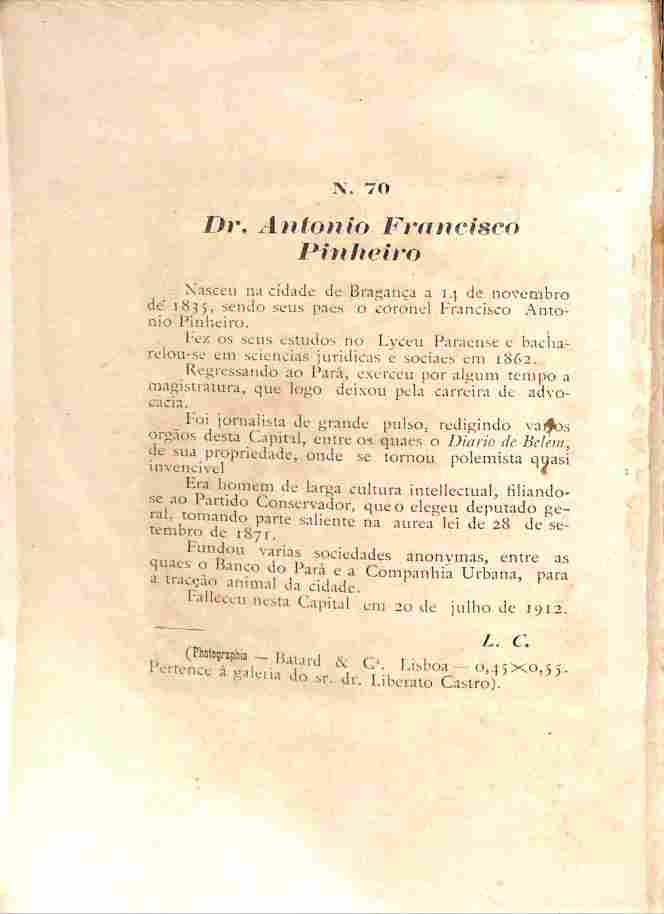 N. 70
Dr. Antonio Francisco
Pinheiro
Nasceu na cidade de Bragança a 14 de novembro
de 1835, sendo seus paes o coronel Francisco Anto-
nio Pinheiro.
Fez os seus estudos no Lyceu Paraense e bacha-
relou-se em sciencias juridicas e sociaes em 1862.
Regressando ao Pará, exerceu por algum tempo a
magistratura, que logo deixou pela carreira de advo-
cacia.
Foi jornalista de grande pulso, redigindo varios
orgãos desta Capital, entre os quaes o Diario de Belem,
de sua propriedade, onde se tornou polemista quasi
invencivel
Era homem de larga cultura intellectual, filiando-
se ao Partido Conservador, que o elegeu deputado ge-
ral, tomando parte saliente na aurea lei de 28 de se-
tembro de 1871.
Fundou varias sociedades anonymas, entre as
quaes o Banco do Pará e a Companhia Urbana, para
a tracção animal da cidade.
Falleceu nesta Capital em 20 de julho de 1912.
L. C.
(Photographia — Batard & Cª. Lisboa — 0,45×0,55.
Pertence á galeria do sr. dr. Liberato Castro).